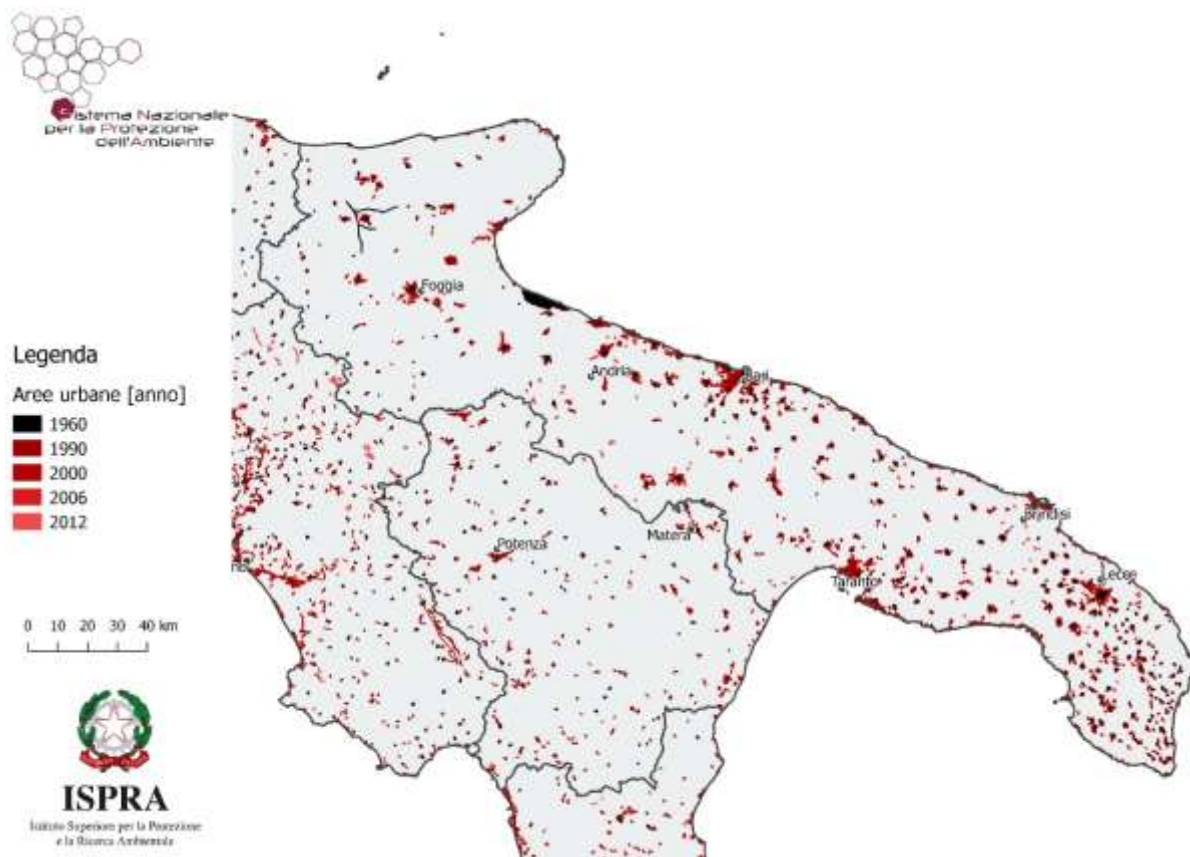 Sistema Nazionale
per la Protezione
dell'Ambiente
Foggia
Andria
Bari
Brindisi
Potenza
Matera
Taranto
Lecce
Legenda
Aree urbane [anno]
1960
1990
2000
2006
2012
0 10 20 30 40 km
ISPRA
Istituto Superiore per la Protezione
e la Ricerca Ambientale